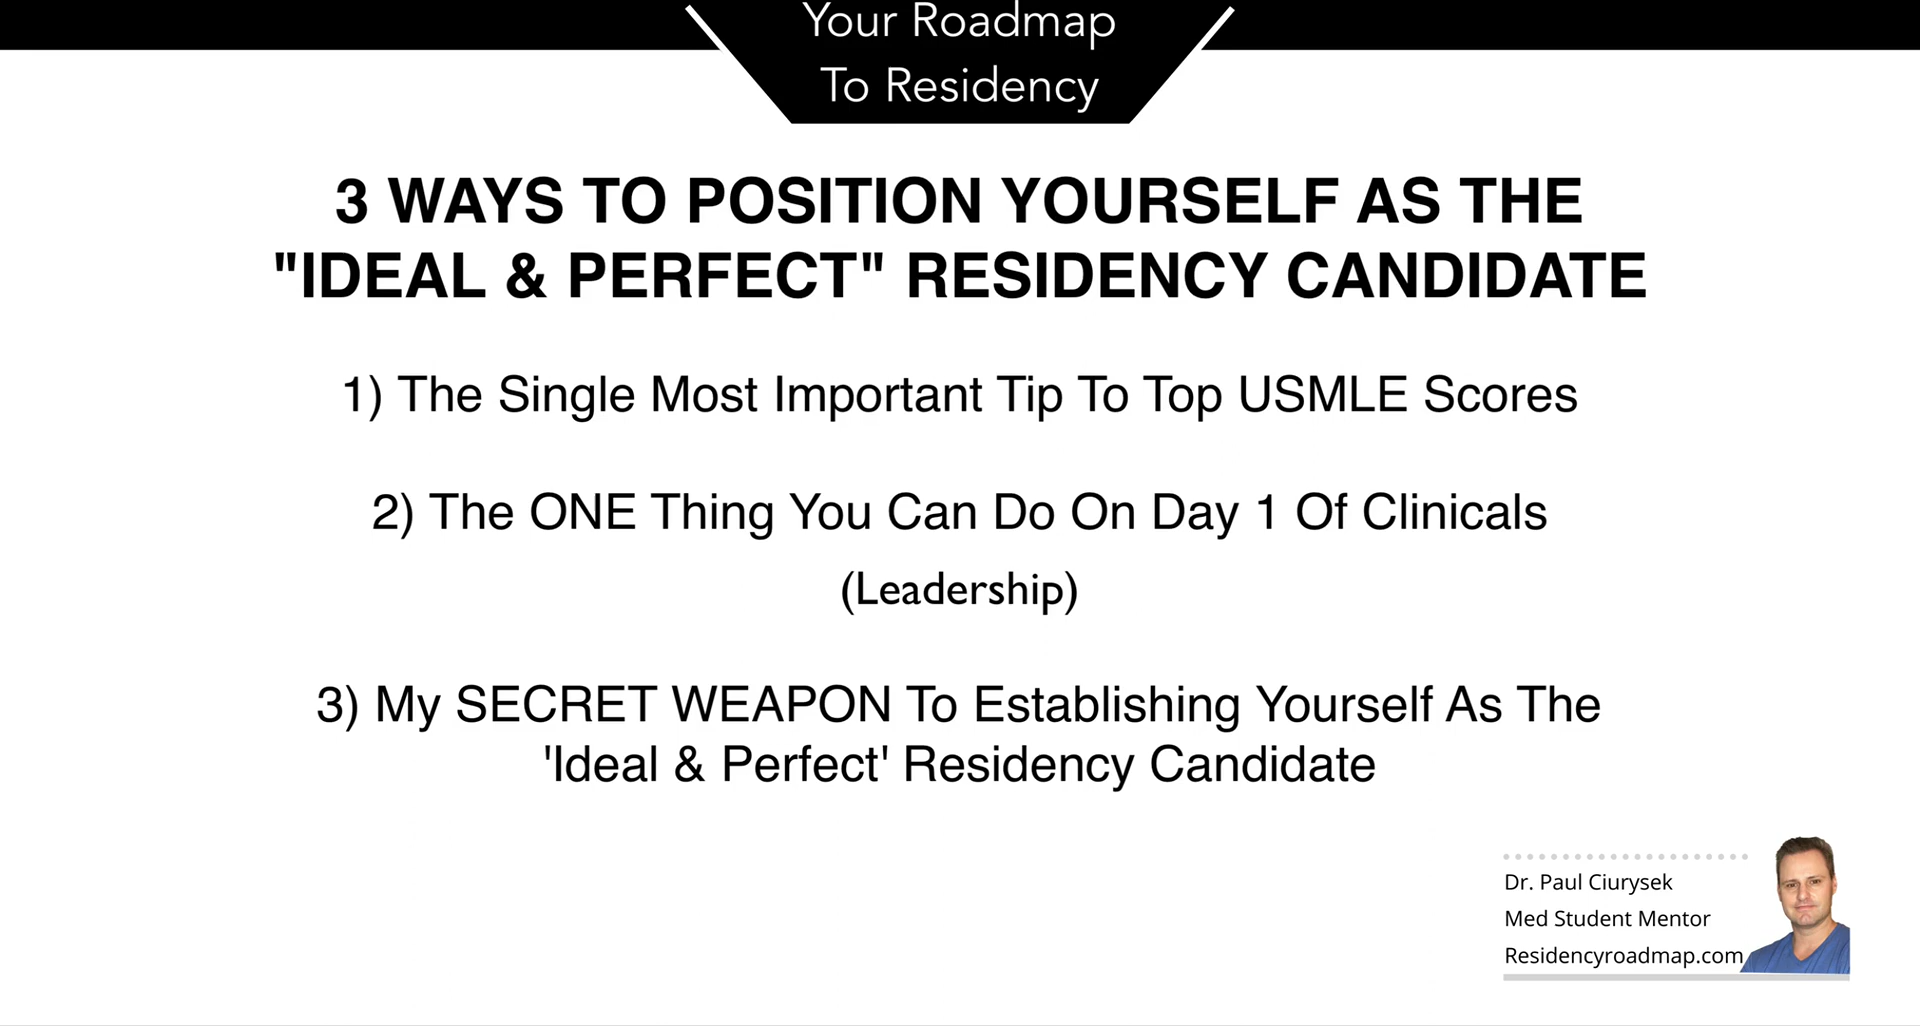 Your Roadmap
To Residency
3 WAYS TO POSITION YOURSELF AS THE
"IDEAL & PERFECT" RESIDENCY CANDIDATE
1) The Single Most Important Tip To Top USMLE Scores
2) The ONE Thing You Can Do On Day 1 Of Clinicals
(Leadership)
3) My SECRET WEAPON To Establishing Yourself As The
'Ideal & Perfect' Residency Candidate
Dr. Paul Ciurysek
Med Student Mentor
Residencyroadmap.com